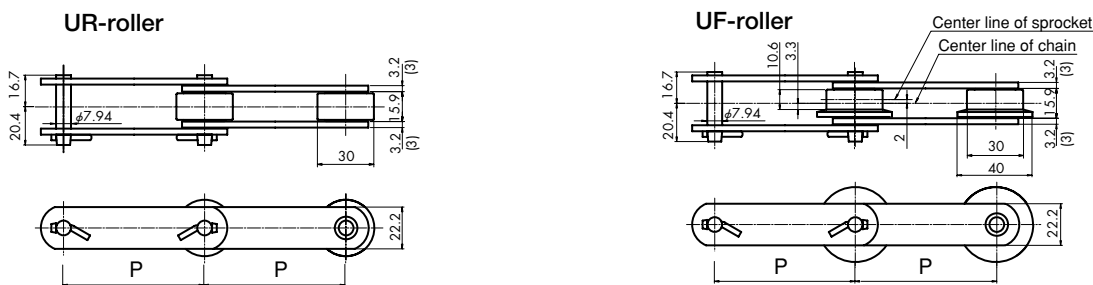 UR-roller
16.7
20.4
φ7.94
3.2
(3)
15.9
3.2
(3)
30
22.2
P
P
UF-roller
Center line of sprocket
Center line of chain
10.6
3.3
16.7
20.4
φ7.94
2
3.2
(3)
15.9
3.2
(3)
30
40
22.2
P
P